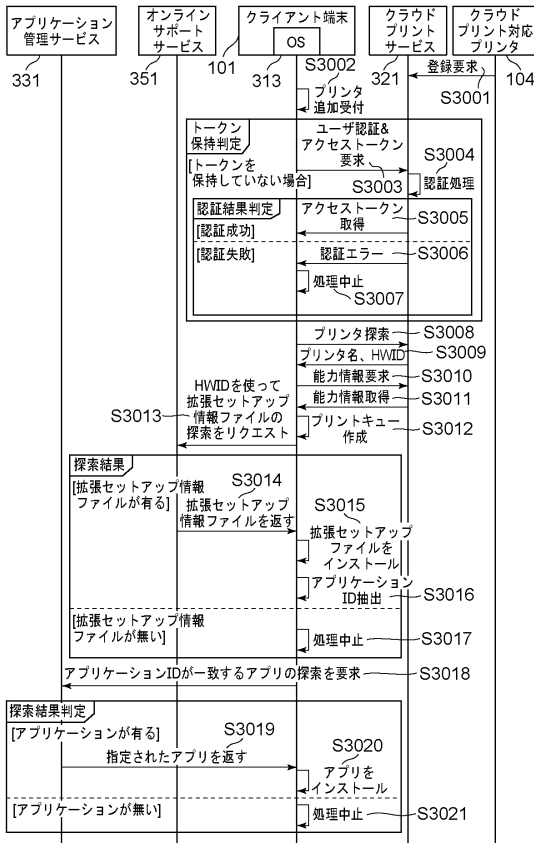 アプリケーション
管理サービス
オンライン
サポート
サービス
クライアント端末
OS
クラウド
プリント
サービス
クラウド
プリント対応
プリンタ
331
351
101
313
S3002
321
104
登録要求
S3001
プリンタ
追加受付
トークン
保持判定
[トークンを
保持していない場合]
ユーザ認証&
アクセストークン
要求
S3003
S3004
認証処理
認証結果判定
[認証成功]
アクセストークン
取得
S3005
[認証失敗]
認証エラー
S3006
処理中止
S3007
プリンタ探索
S3008
プリンタ名、HWID
S3009
能力情報要求
S3010
能力情報取得
S3011
HWIDを使って
拡張セットアップ
情報ファイルの
探索をリクエスト
S3013
プリントキュー
作成
S3012
探索結果
[拡張セットアップ情報
ファイルが有る]
S3014
拡張セットアップ
情報ファイルを返す
S3015
拡張セットアップ
ファイルを
インストール
アプリケーション
ID抽出
S3016
[拡張セットアップ情報
ファイルが無い]
処理中止
S3017
アプリケーションIDが一致するアプリの探索を要求
S3018
探索結果判定
[アプリケーションが有る]
S3019
指定されたアプリを返す
S3020
アプリを
インストール
[アプリケーションが無い]
処理中止
S3021